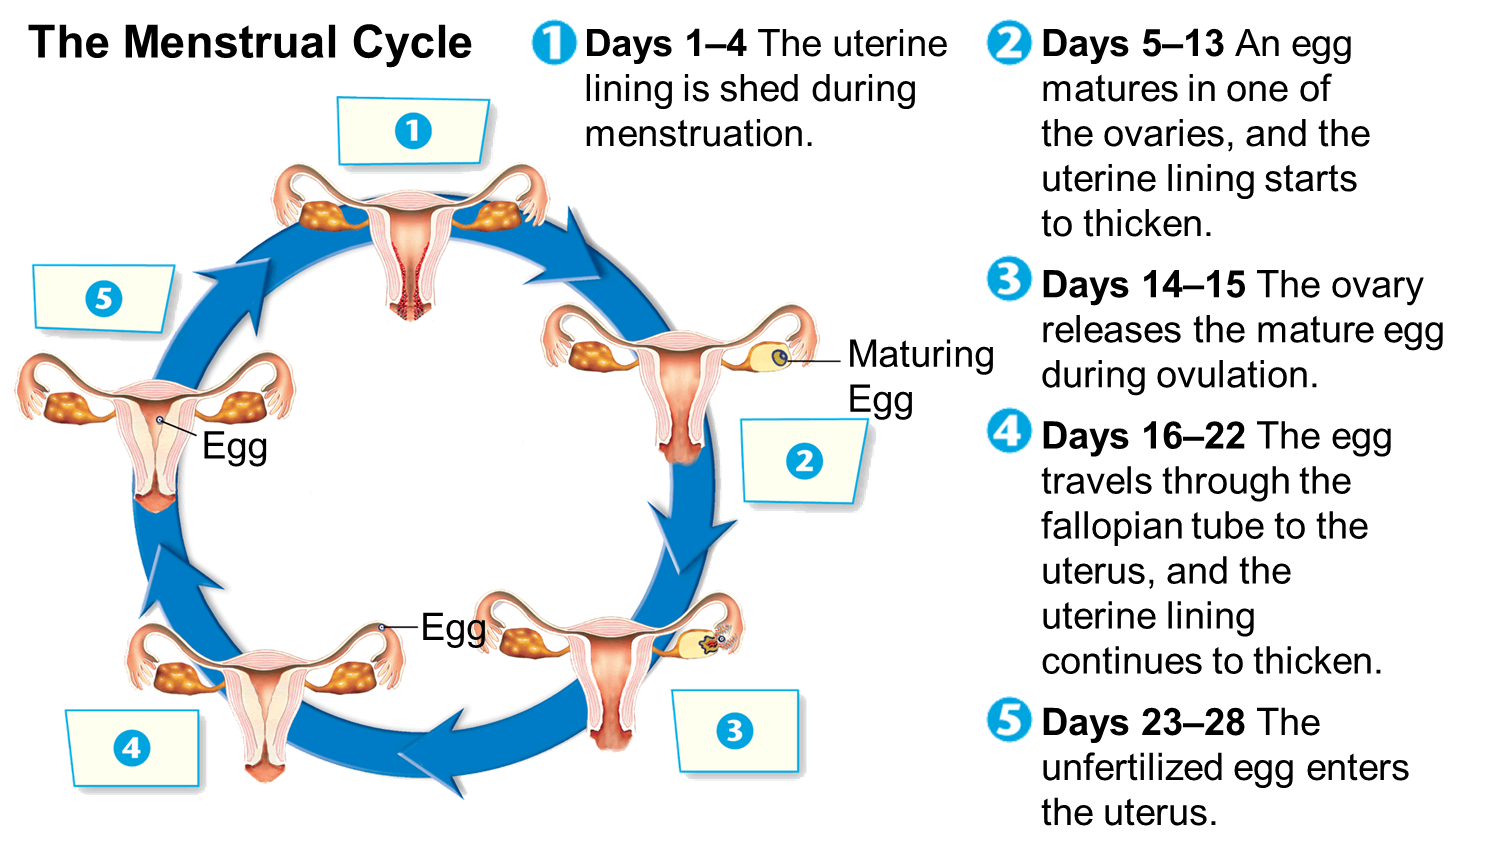 The Menstrual Cycle
1 Days 1–4 The uterine
lining is shed during
menstruation.
2 Days 5–13 An egg
matures in one of
the ovaries, and the
uterine lining starts
to thicken.
3 Days 14–15 The ovary
releases the mature egg
during ovulation.
4 Days 16–22 The egg
travels through the
fallopian tube to the
uterus, and the
uterine lining
continues to thicken.
5 Days 23–28 The
unfertilized egg enters
the uterus.
1
Maturing
Egg
2
3
Egg
4
5
Egg